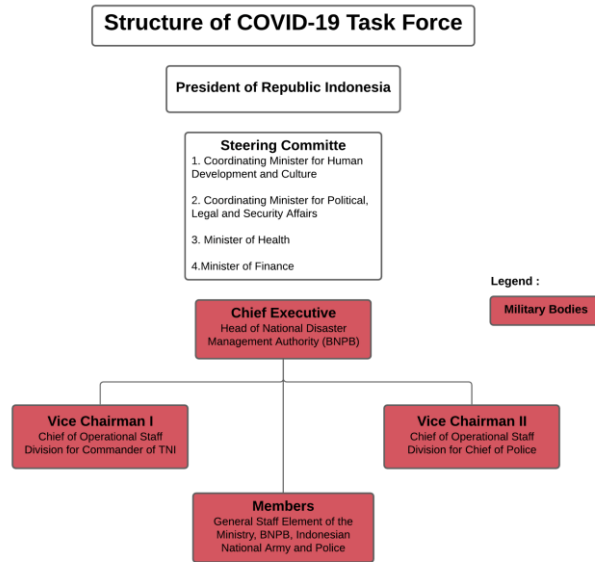 Structure of COVID-19 Task Force
President of Republic Indonesia
Steering Committe
1. Coordinating Minister for Human
Development and Culture
2. Coordinating Minister for Political,
Legal and Security Affairs
3. Minister of Health
4.Minister of Finance
Legend :
Military Bodies
Chief Executive
Head of National Disaster
Management Authority (BNPB)
Vice Chairman I
Chief of Operational Staff
Division for Commander of TNI
Vice Chairman II
Chief of Operational Staff
Division for Chief of Police
Members
General Staff Element of the
Ministry, BNPB, Indonesian
National Army and Police